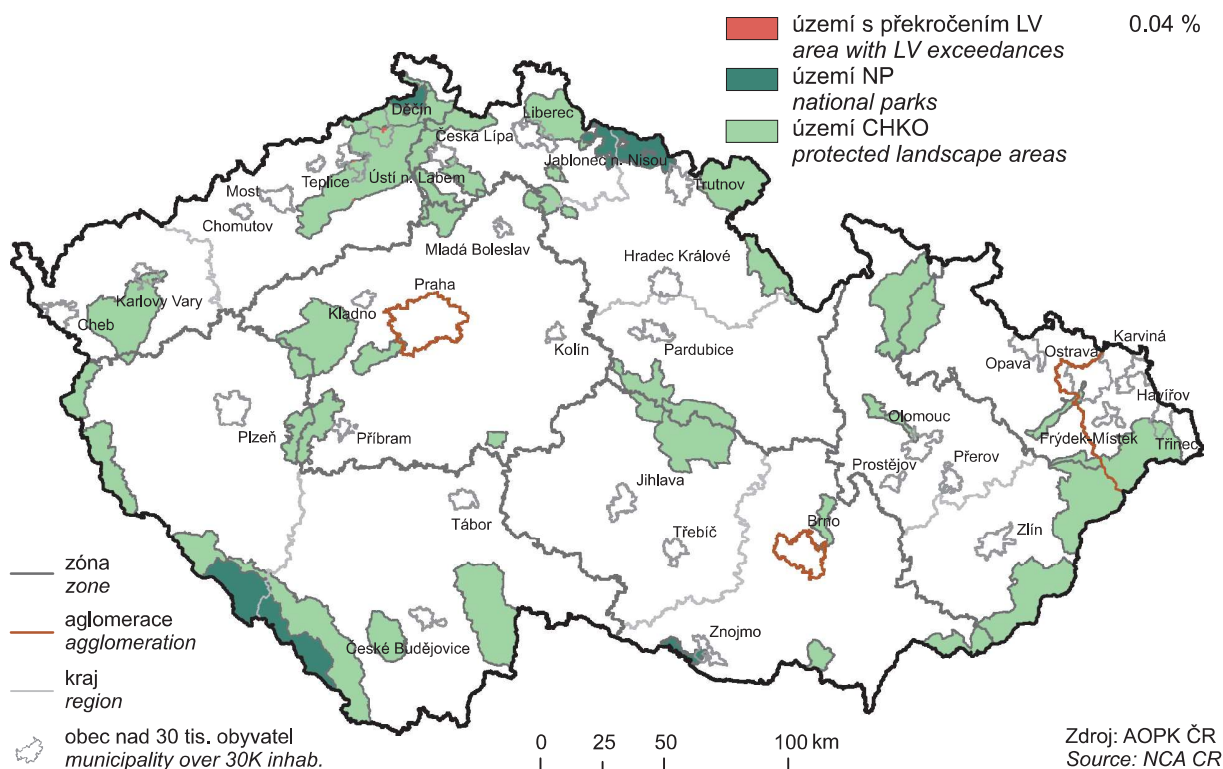 území s překročením LV 0.04 %
area with LV exceedances
území NP
national parks
území CHKO
protected landscape areas
Děčín
Liberec
Česká Lípa
Jablonec n. Nisou
Teplice
Ústí n. Labem
Most
Trutnov
Chomutov
Mladá Boleslav
Hradec Králové
Praha
Karlovy Vary
Kladno
Cheb
Kolín
Pardubice
Karviná
Ostrava
Opava
Havířov
Olomouc
Plzeň
Příbram
Frýdek-Místek
Třinec
Přerov
Prostějov
Jihlava
Tábor
Brno
Třebíč
Zlín
Znojmo
České Budějovice
zóna
zone
aglomerace
agglomeration
kraj
region
obec nad 30 tis. obyvatel
municipality over 30K inhab.
0 25 50 100 km
Zdroj: AOPK ČR
Source: NCA CR